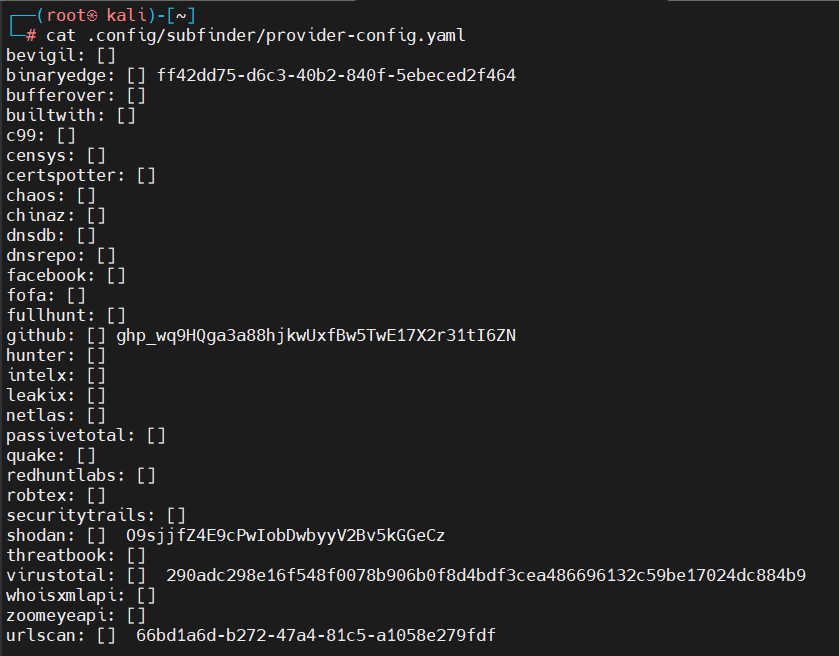 ┌──(root㉿kali)-[~]
└─# cat .config/subfinder/provider-config.yaml
bevigil: []
binaryedge: [] ff42dd75-d6c3-40b2-840f-5ebeced2f464
bufferover: []
builtwith: []
c99: []
censys: []
certspotter: []
chaos: []
chinaz: []
dnsdb: []
dnsrepo: []
facebook: []
fofa: []
fullhunt: []
github: [] 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
hunter: []
intelx: []
leakix: []
netlas: []
passivetotal: []
quake: []
redhuntlabs: []
robtex: []
securitytrails: []
shodan: []  O9sjjfZ4E9cPwIobDwbyyV2Bv5kGGeCz
threatbook: []
virustotal: []  290adc298e16f548f0078b906b0f8d4bdf3cea486696132c59be17024dc884b9
whoisxmlapi: []
zoomeyeapi: []
urlscan: []  66bd1a6d-b272-47a4-81c5-a1058e279fdf